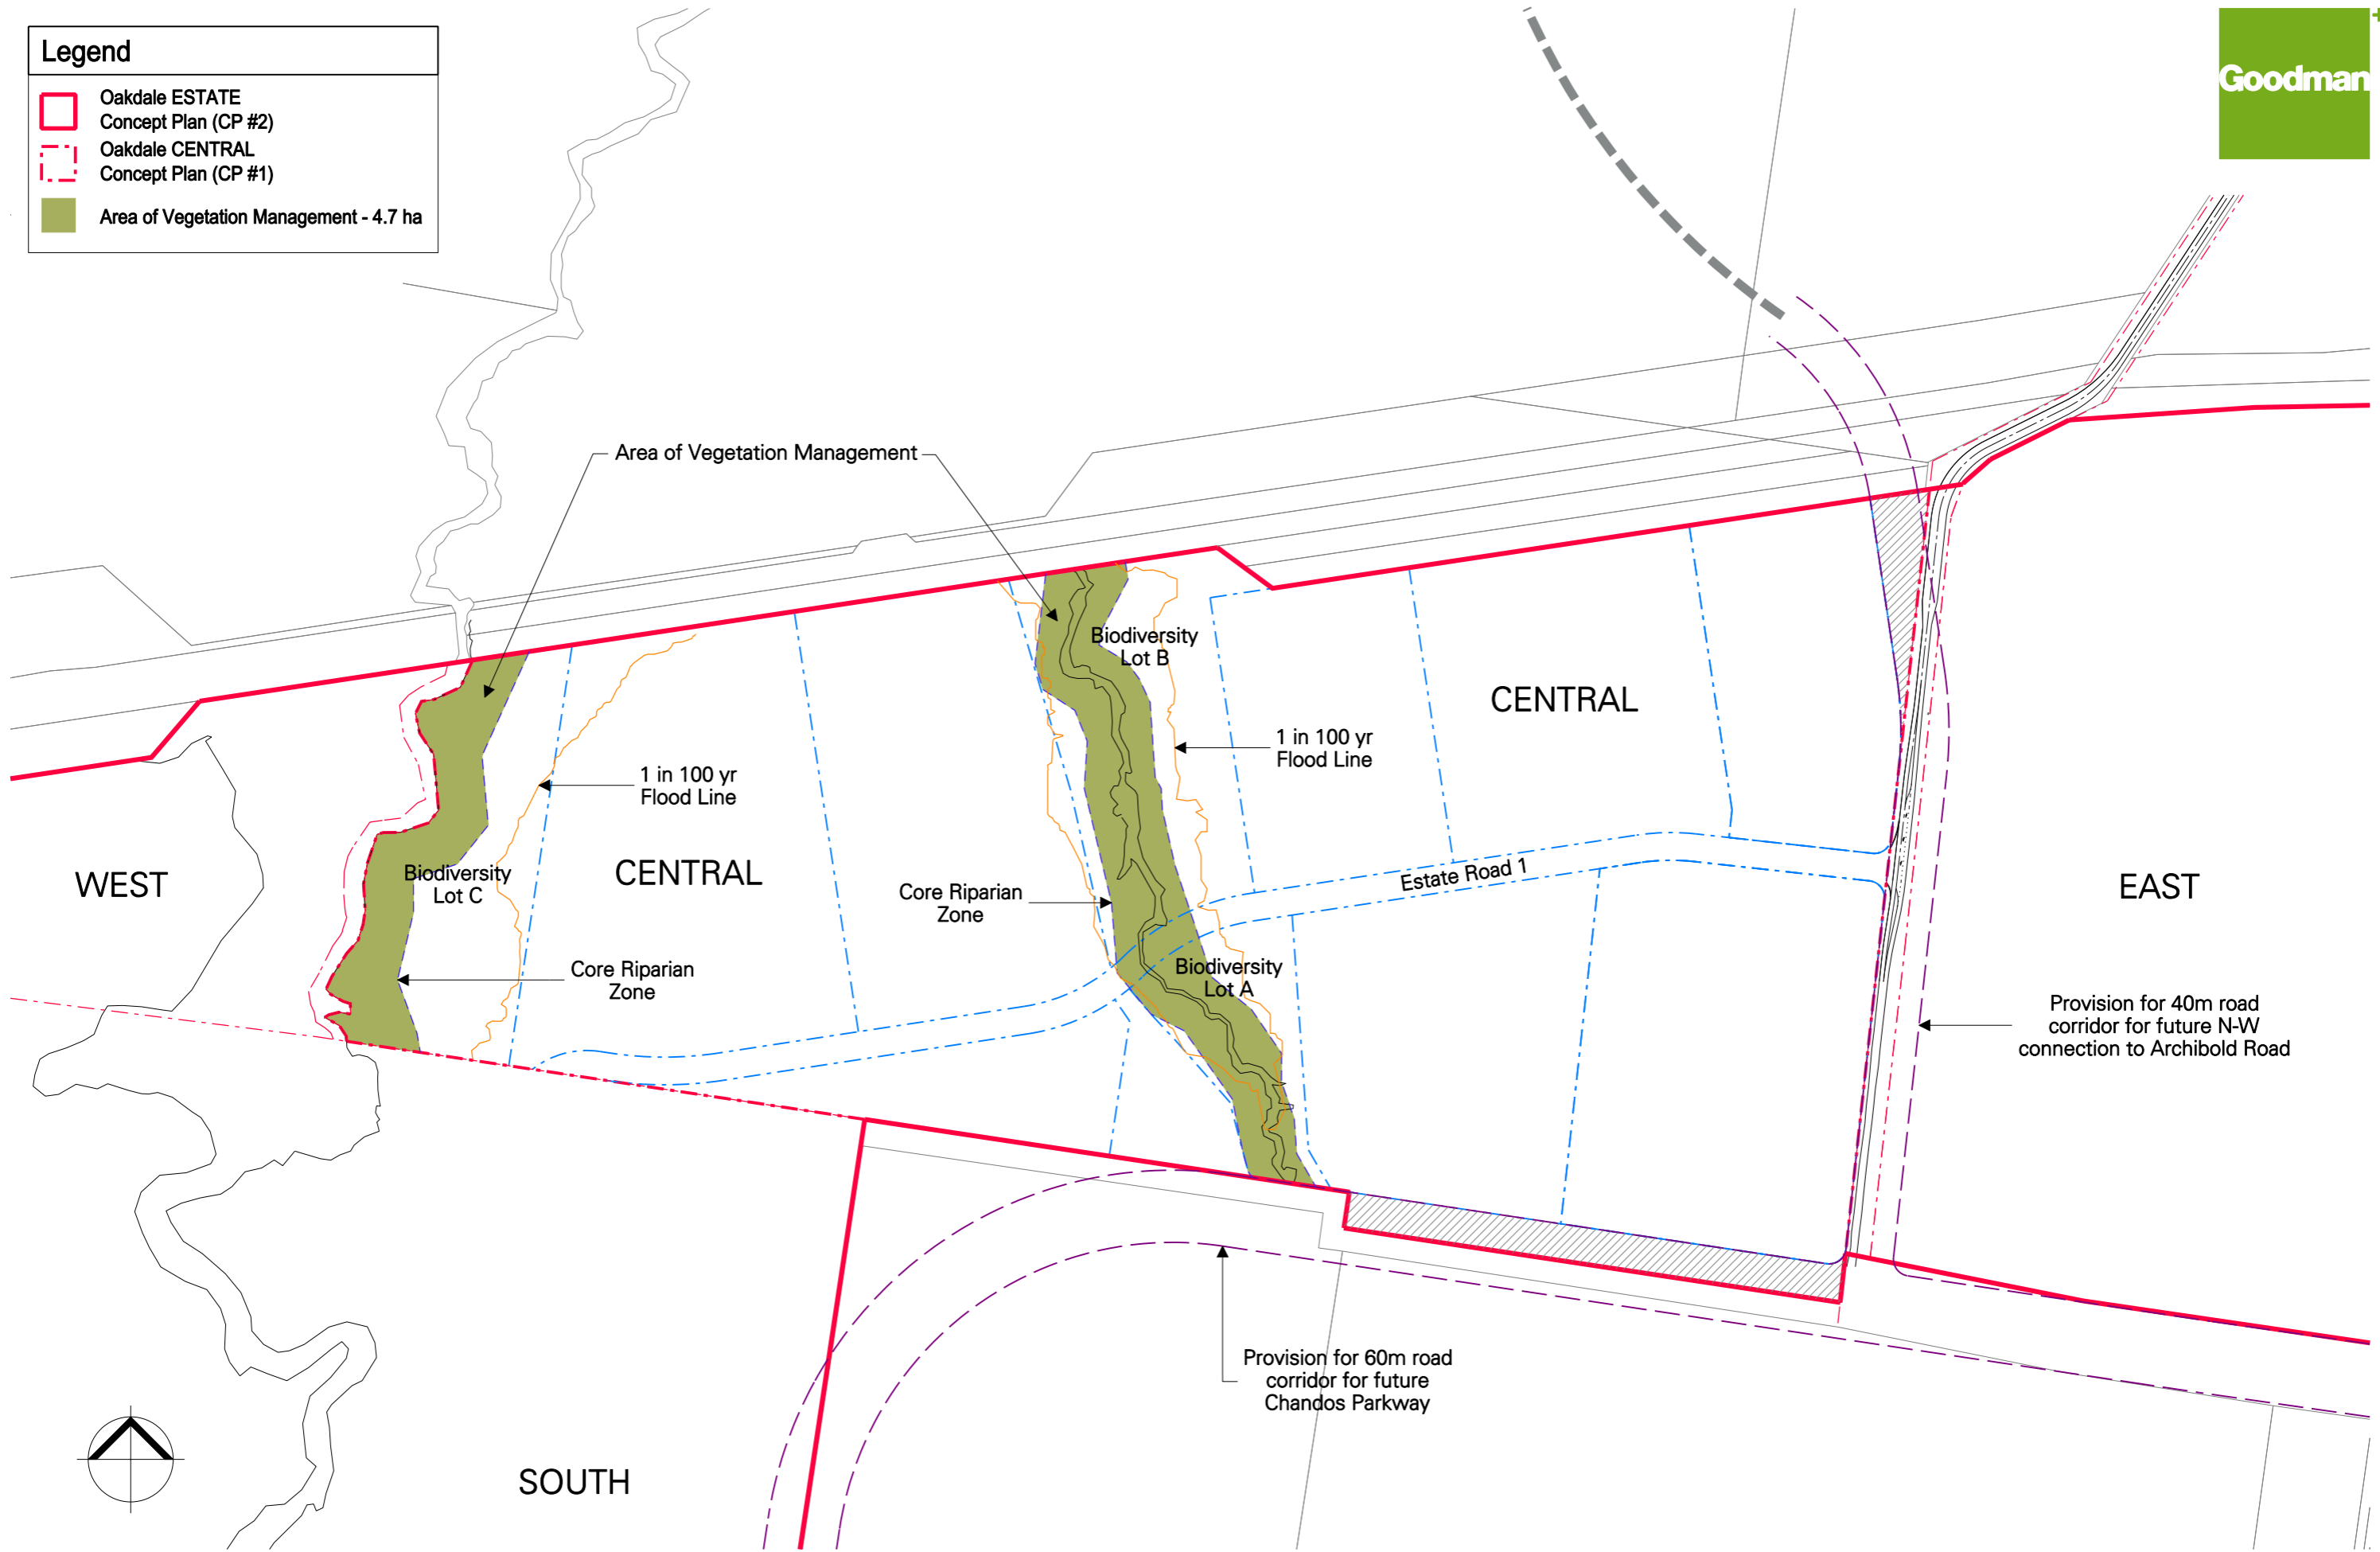 Legend
Oakdale ESTATE
Concept Plan (CP #2)
Oakdale CENTRAL
Concept Plan (CP #1)
Area of Vegetation Management - 4.7 ha
Goodman
Area of Vegetation Management
Biodiversity
Lot B
CENTRAL
1 in 100 yr
Flood Line
1 in 100 yr
Flood Line
WEST
Biodiversity
Lot C
CENTRAL
Core Riparian
Zone
Estate Road 1
EAST
Core Riparian
Zone
Biodiversity
Lot A
Provision for 40m road
corridor for future N-W
connection to Archibold Road
Provision for 60m road
corridor for future
Chandos Parkway
SOUTH